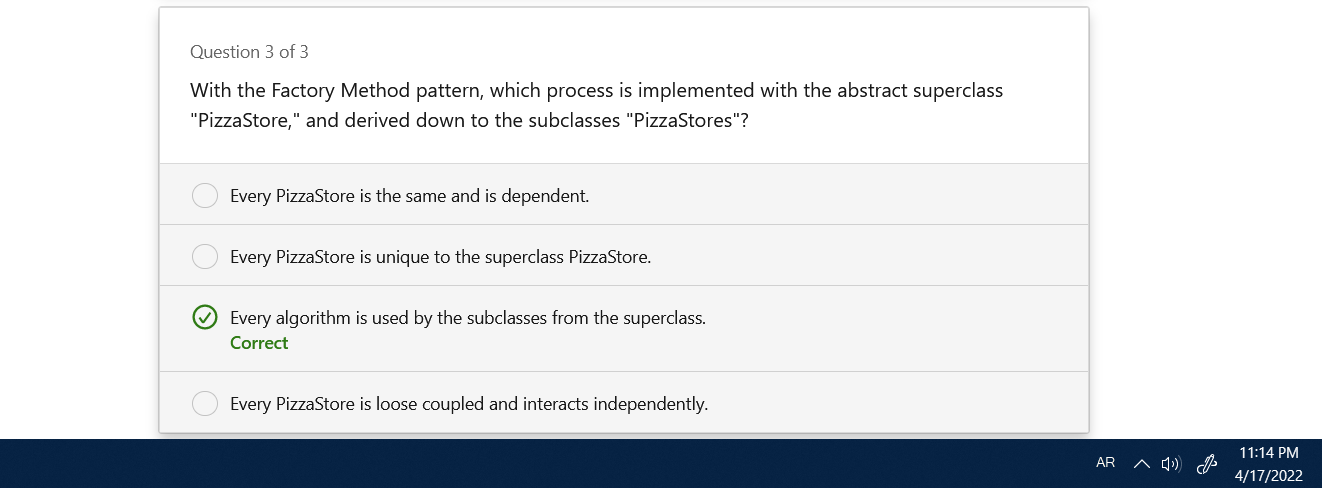 Question 3 of 3
With the Factory Method pattern, which process is implemented with the abstract superclass
"PizzaStore," and derived down to the subclasses "PizzaStores"?
Every PizzaStore is the same and is dependent.
Every PizzaStore is unique to the superclass PizzaStore.
Every algorithm is used by the subclasses from the superclass.
Correct
Every PizzaStore is loose coupled and interacts independently.
AR
11:14 PM
4/17/2022